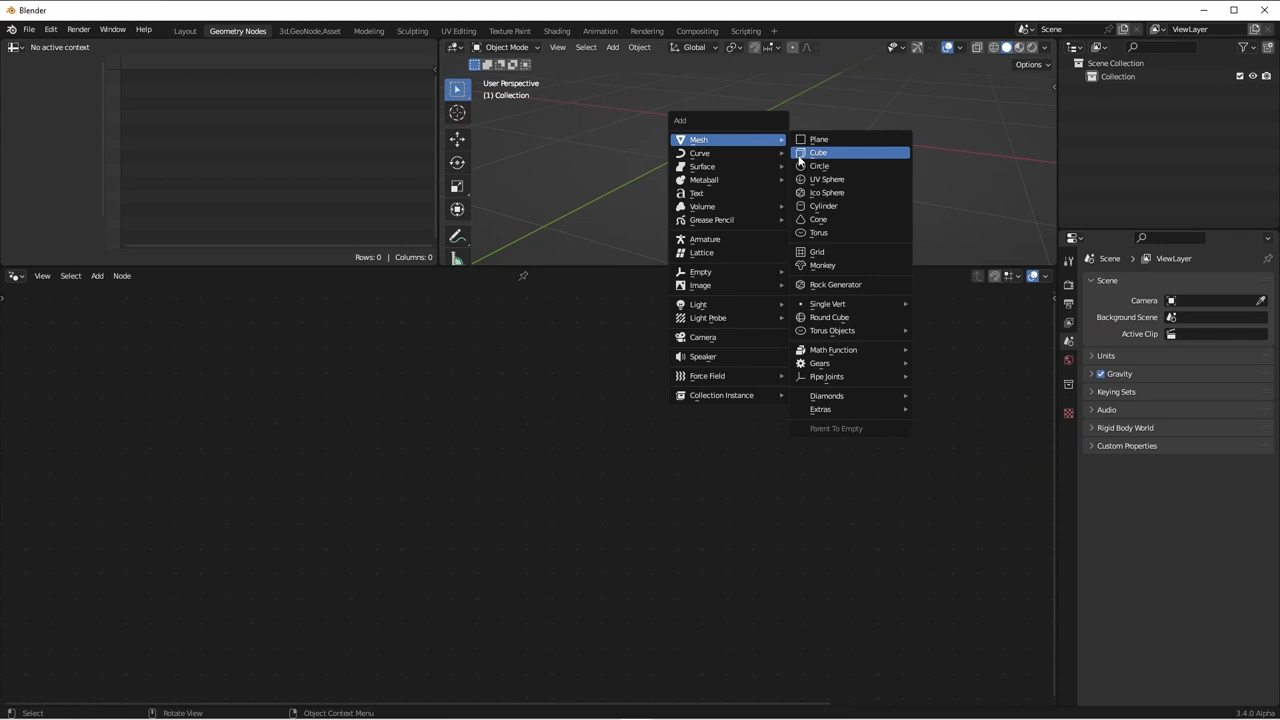 Blender
File Edit Render Window Help Layout Geometry Nodes 3d,GeoNode,Asset Modeling Sculpting UV Editing Texture Paint Shading Animation Rendering Compositing Scripting + Scene ViewLayer
No active context
Object Mode View Select Add Object Global
Options
User Perspective
(1) Collection
Scene Collection
Collection
Add
Mesh
Curve
Surface
Metaball
Text
Volume
Grease Pencil
Armature
Lattice
Empty
Image
Light
Light Probe
Camera
Speaker
Force Field
Collection Instance
Plane
Cube
Circle
UV Sphere
Ico Sphere
Cylinder
Cone
Torus
Grid
Monkey
Rock Generator
Single Vert
Round Cube
Torus Objects
Math Function
Gears
Pipe Joints
Diamonds
Extras
Parent To Empty
Rows: 0 | Columns: 0
View Select Add Node
Scene ViewLayer
Scene
Camera
Background Scene
Active Clip
Units
Gravity
Keying Sets
Audio
Rigid Body World
Custom Properties
Select Rotate View Object Context Menu 3.4.0 Alpha